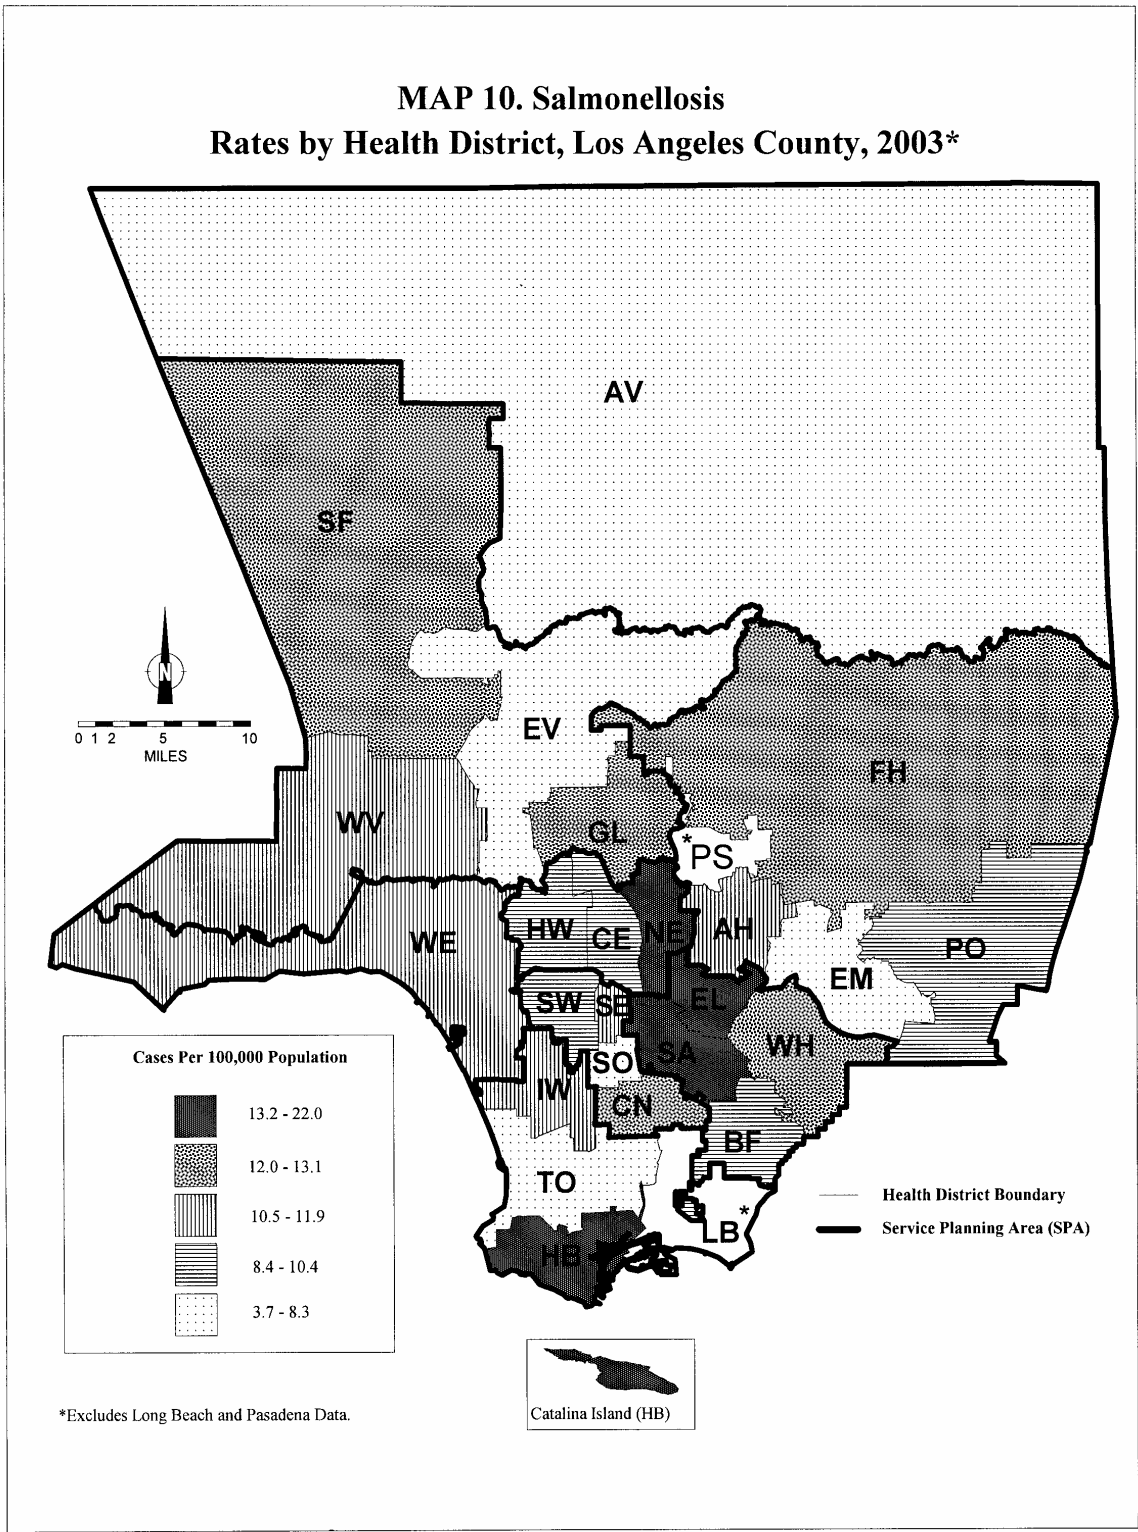 MAP 10. Salmonellosis
Rates by Health District, Los Angeles County, 2003*
AV
SF
N
0 1 2 5 10
MILES
EV
FH
WV
GL
*
PS
HW
CE
NE
AH
WE
PO
EM
SW
SE
EL
WH
SO
SA
IW
CN
BF
TO
*
LB
HB
Cases Per 100,000 Population
13.2 - 22.0
12.0 - 13.1
10.5 - 11.9
8.4 - 10.4
3.7 - 8.3
Health District Boundary
Service Planning Area (SPA)
Catalina Island (HB)
*Excludes Long Beach and Pasadena Data.